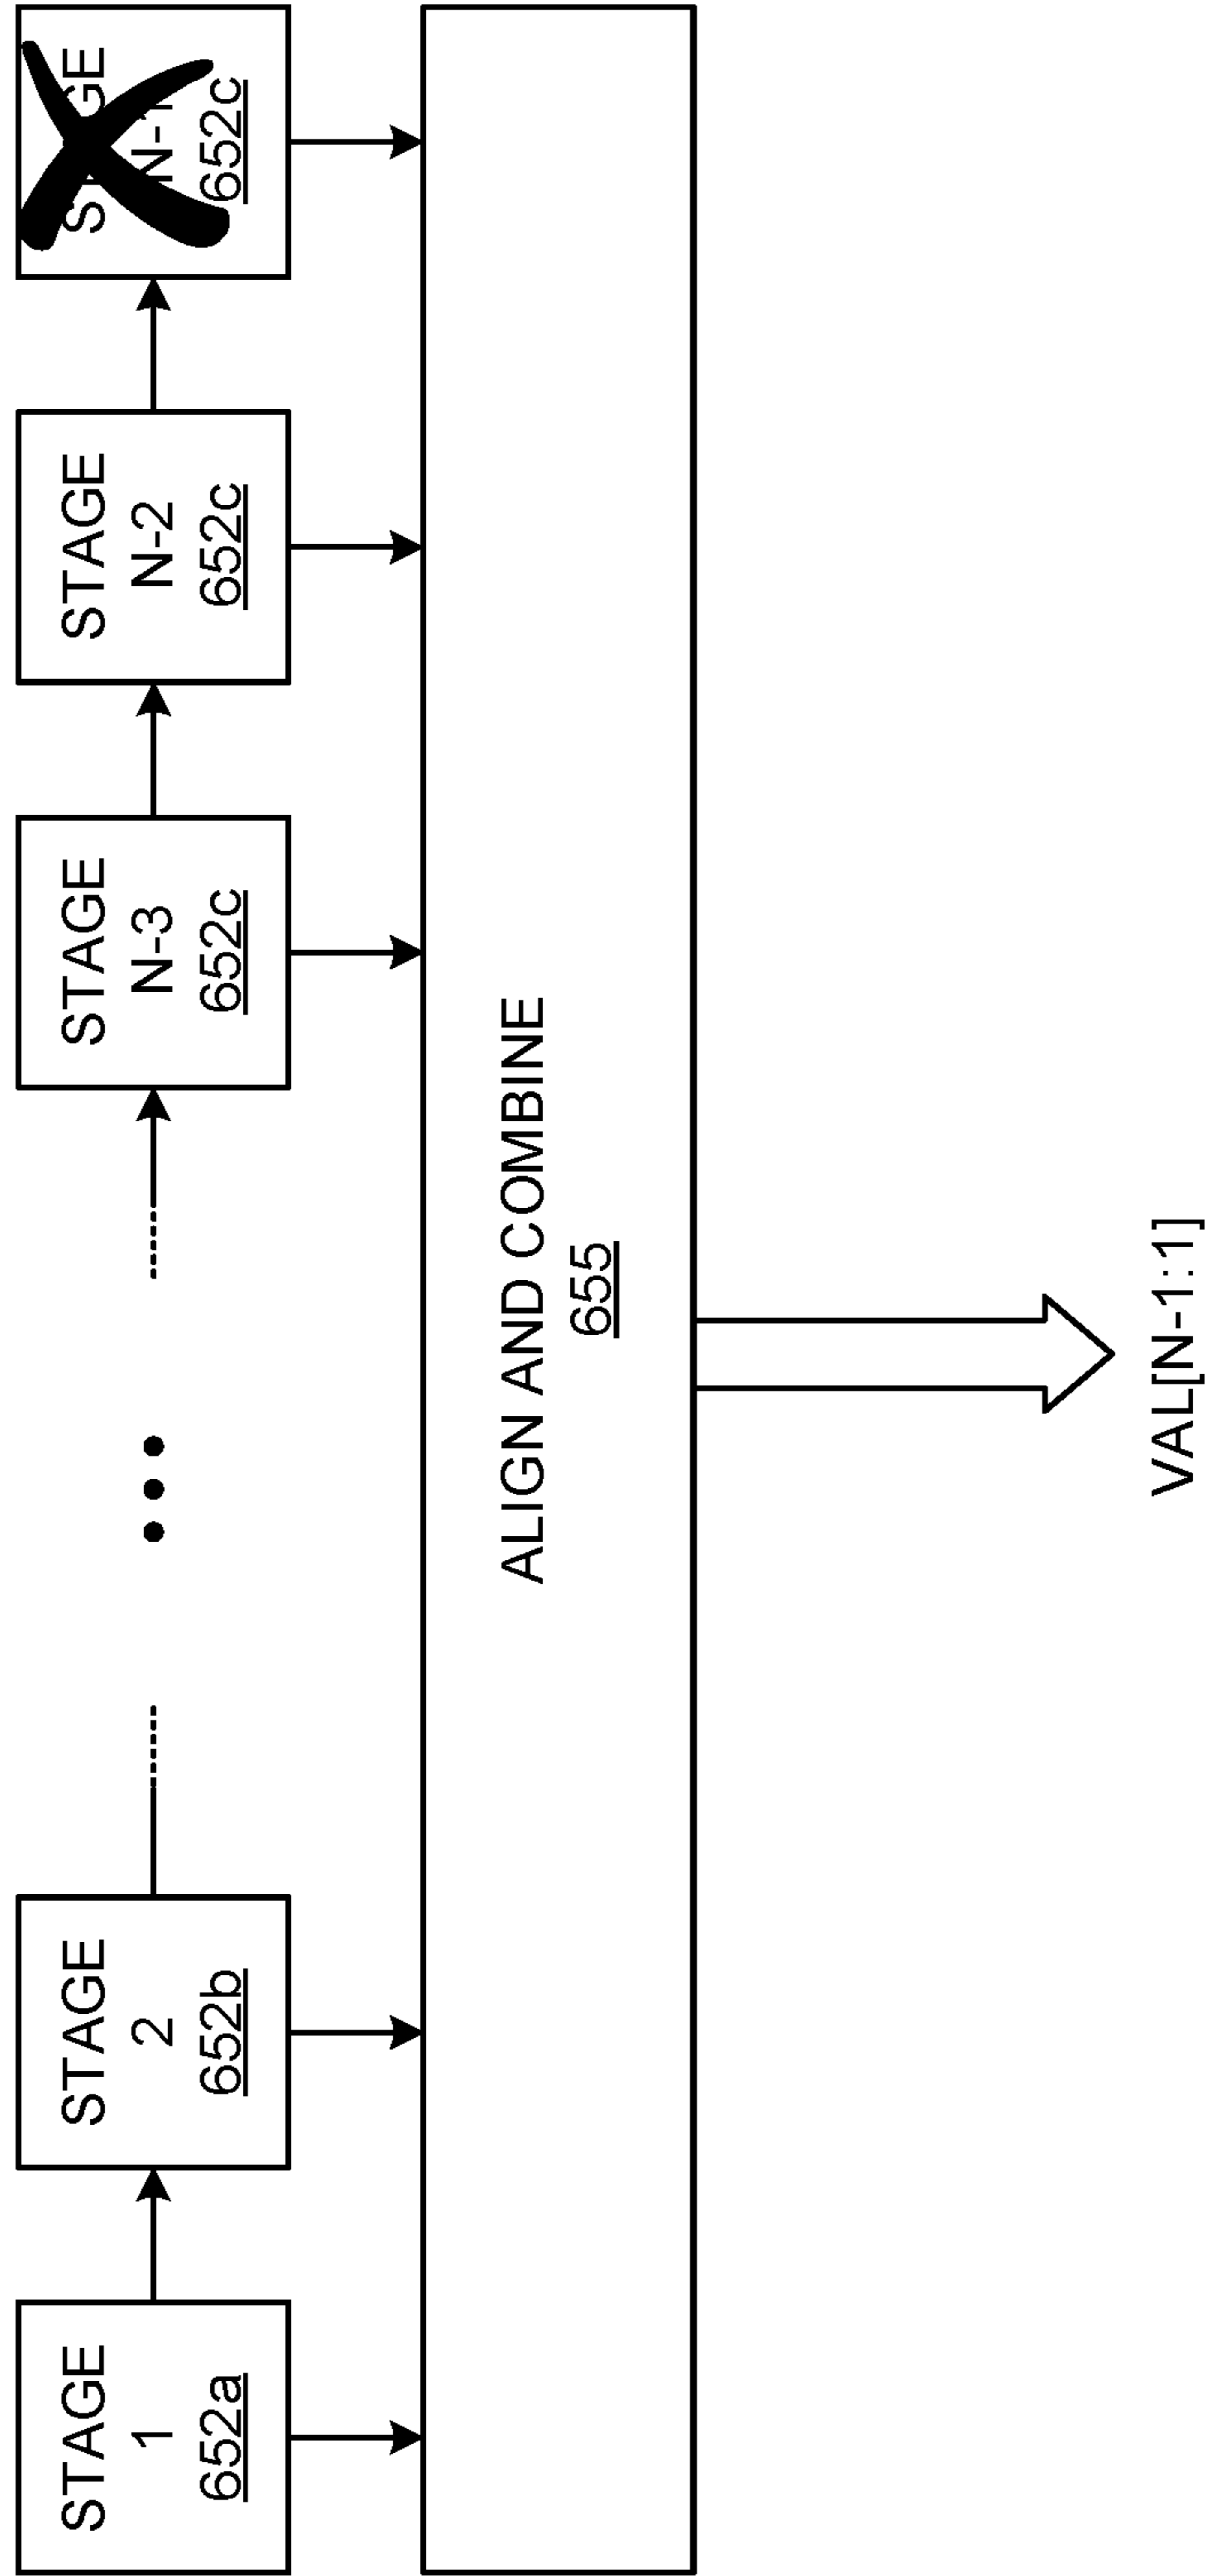 STAGE
1
652a
STAGE
2
652b
STAGE
N-3
652c
STAGE
N-2
652c
652c
ALIGN AND COMBINE
655
VAL[N-1:1]